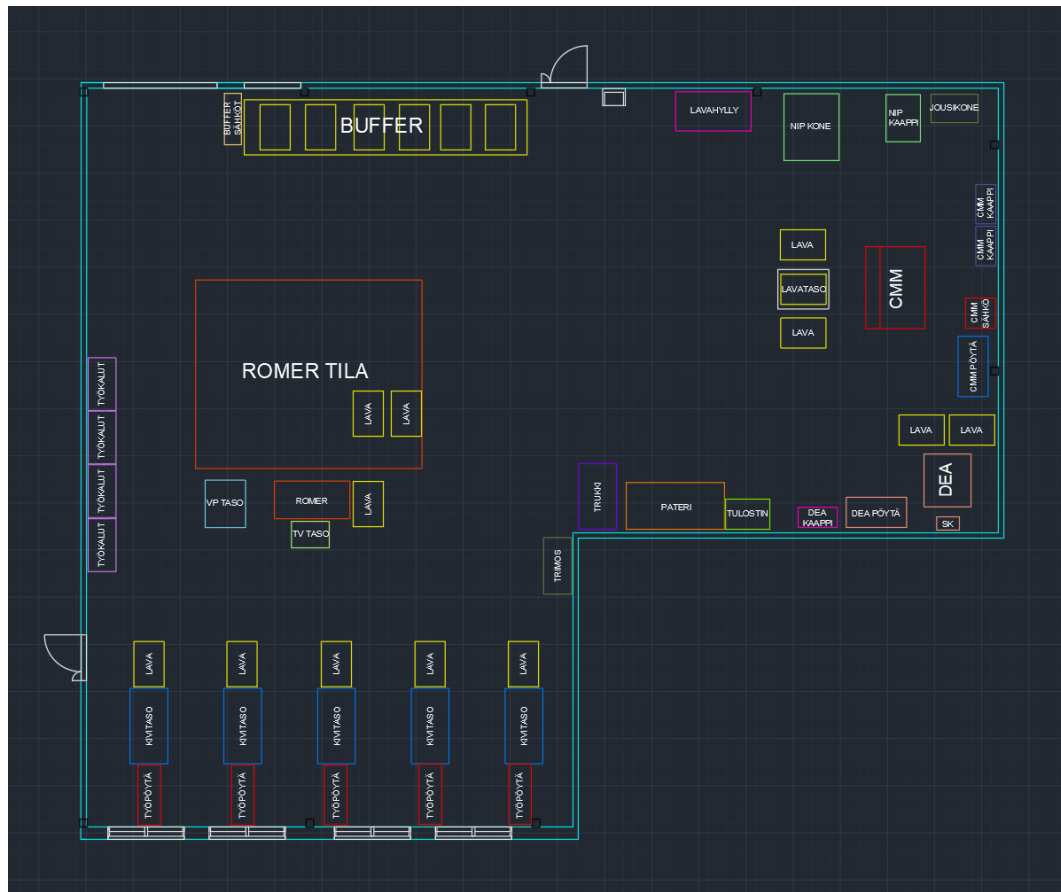 BUFFER
SÄHKÖT
BUFFER
LAVAHYLLY
NIP KONE
NIP
KAAPPI
JOUSIKONE
CMM
KAAPPI
CMM
KAAPPI
LAVA
LAVATASO
LAVA
CMM
CMM
SÄHKÖ
CMM PÖYTÄ
ROMER TILA
LAVA
LAVA
TYÖKALUT
TYÖKALUT
TYÖKALUT
TYÖKALUT
LAVA
LAVA
VP TASO
ROMER
LAVA
TV TASO
TRUKKI
PATERI
TULOSTIN
DEA
KAAPPI
DEA PÖYTÄ
DEA
SK
TRIMOS
LAVA
LAVA
LAVA
LAVA
LAVA
KIVITASO
KIVITASO
KIVITASO
KIVITASO
KIVITASO
TYÖPÖYTÄ
TYÖPÖYTÄ
TYÖPÖYTÄ
TYÖPÖYTÄ
TYÖPÖYTÄ